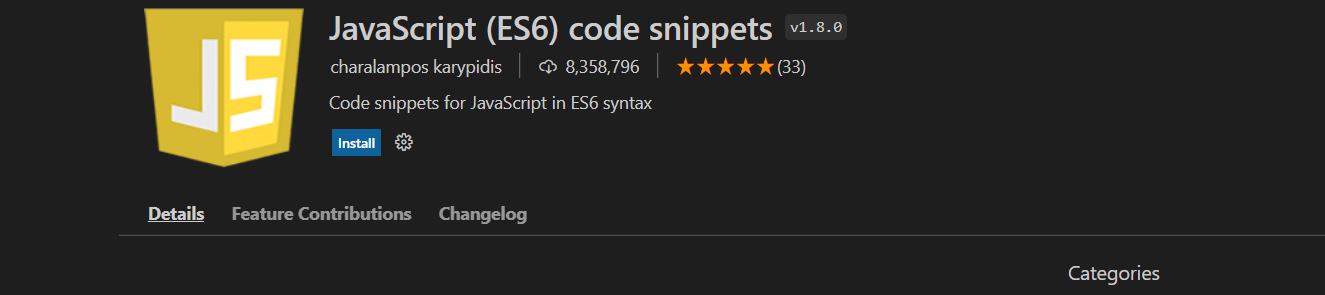 JS
JavaScript (ES6) code snippets v1.8.0
charalampos karypidis 8,358,796 ★★★★★(33)
Code snippets for JavaScript in ES6 syntax
Install
Details Feature Contributions Changelog
Categories